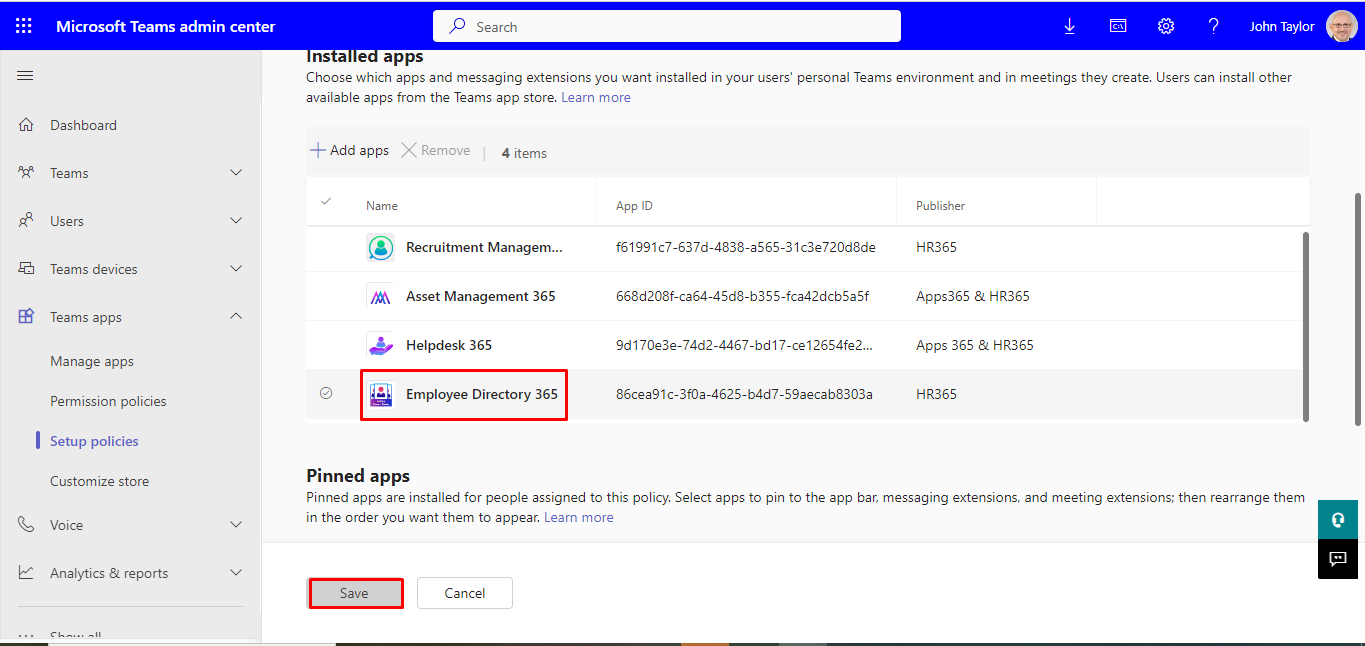 Microsoft Teams admin center
Search
John Taylor
Dashboard
Teams
Users
Teams devices
Teams apps
Manage apps
Permission policies
Setup policies
Customize store
Voice
Analytics & reports
Show all
Installed apps
Choose which apps and messaging extensions you want installed in your users' personal Teams environment and in meetings they create. Users can install other
available apps from the Teams app store. Learn more
Add apps
Remove
| 4 items
Name
App ID
Publisher
Recruitment Managem... f61991c7-637d-4838-a565-31c3e720d8de HR365
Asset Management 365 668d208f-ca64-45d8-b355-fca42dcb5a5f Apps365 & HR365
Helpdesk 365 9d170e3e-74d2-4467-bd17-ce12654fe2... Apps 365 & HR365
Employee Directory 365 86cea91c-3f0a-4625-b4d7-59aecab8303a HR365
Pinned apps
Pinned apps are installed for people assigned to this policy. Select apps to pin to the app bar, messaging extensions, and meeting extensions; then rearrange them
in the order you want them to appear. Learn more
Save
Cancel